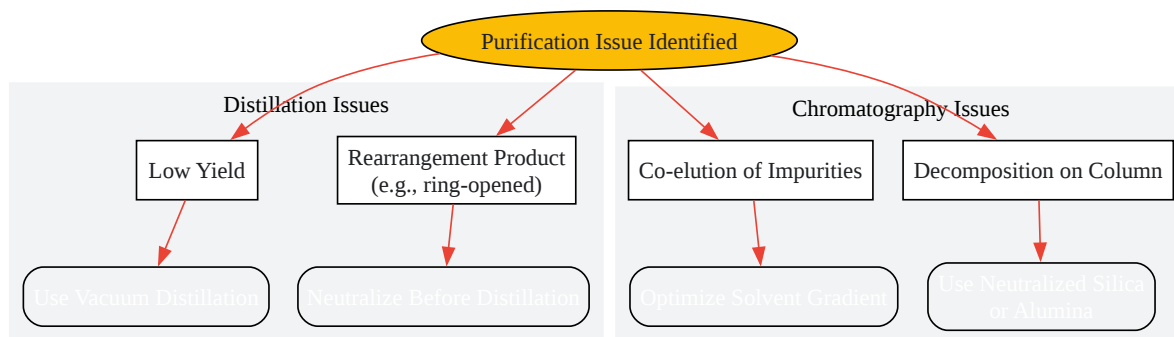 Purification Issue Identified
Distillation Issues
Chromatography Issues
Low Yield
Rearrangement Product
(e.g., ring-opened)
Co-elution of Impurities
Decomposition on Column
Use Vacuum Distillation
Neutralize Before Distillation
Optimize Solvent Gradient
Use Neutralized Silica
or Alumina